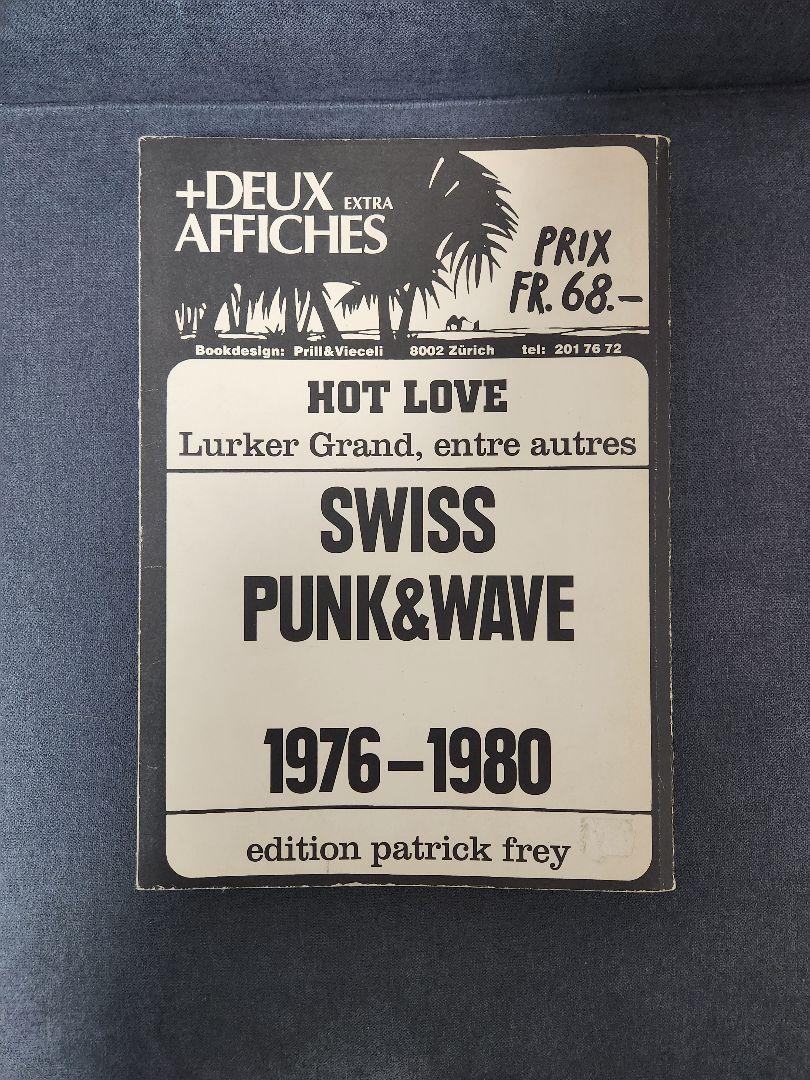 +DEUX EXTRA
AFFICHES
PRIX
FR. 68.–
Bookdesign: Prill&Vieceli 8002 Zürich tel: 201 76 72
HOT LOVE
Lurker Grand, entre autres
SWISS
PUNK&WAVE
1976–1980
edition patrick frey